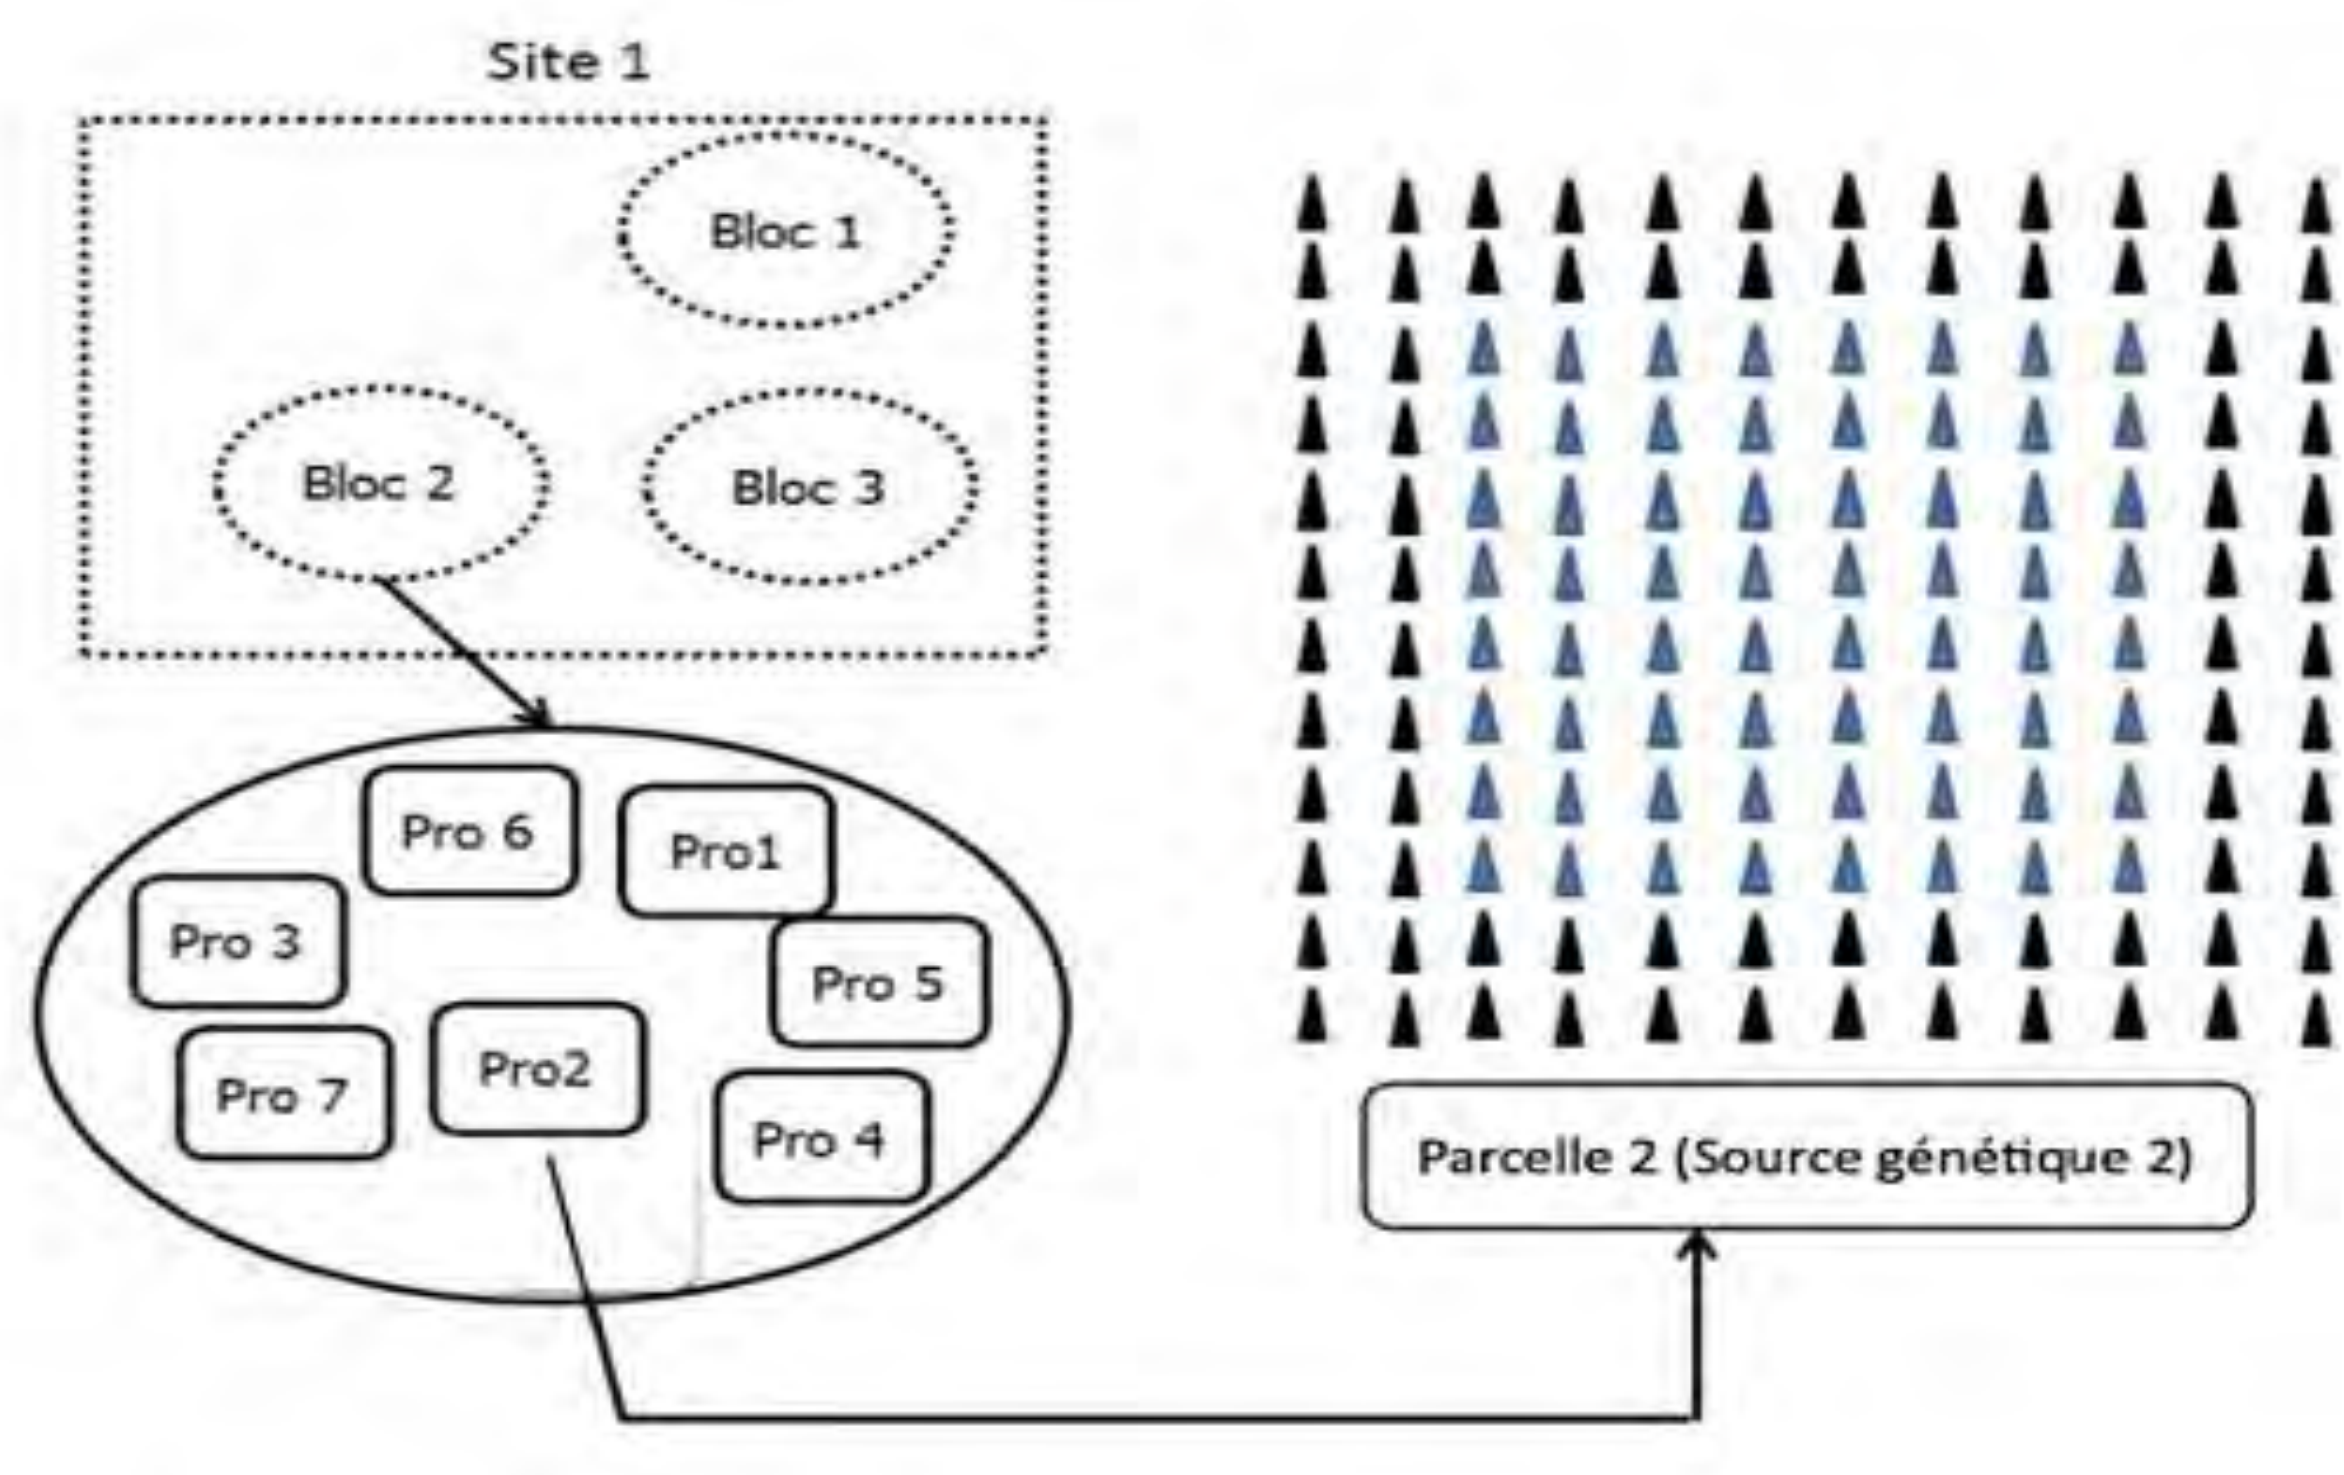 Site 1
Bloc 1
Bloc 2
Bloc 3
Pro 6
Pro1
Pro 3
Pro 5
Pro 7
Pro2
Pro 4
Parcelle 2 (Source génétique 2)